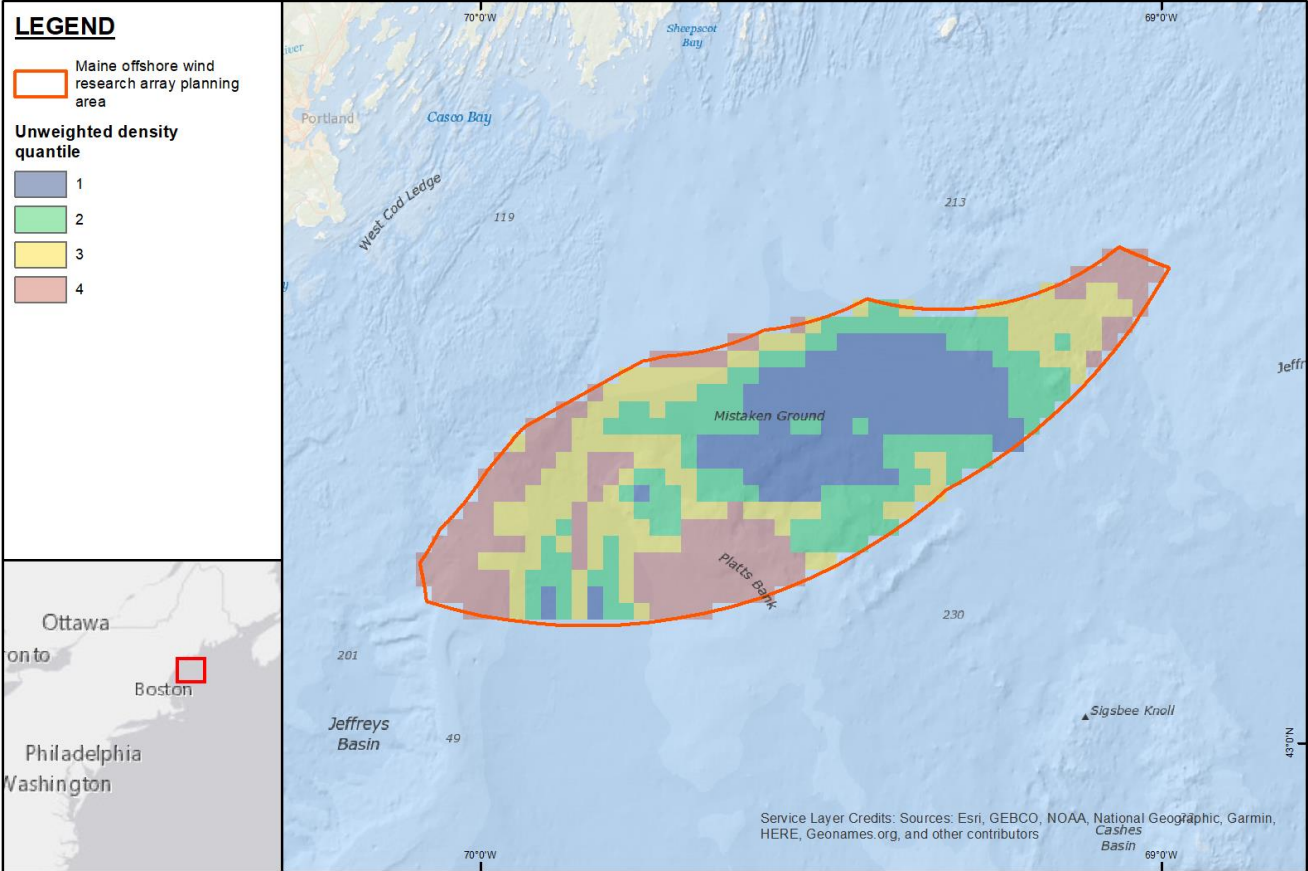 LEGEND
Maine offshore wind
research array planning
area
Unweighted density
quantile
1
2
3
4
70°0'W
69°0'W
Sheepscot
Bay
iver
Portland
Casco Bay
West Cod Ledge
119
213
y
Jeffr
Mistaken Ground
Platts Bank
230
201
Jeffreys
Basin
49
Sigsbee Knoll
43°0'N
Service Layer Credits: Sources: Esri, GEBCO, NOAA, National Geographic, Garmin,
HERE, Geonames.org, and other contributors
Cashes
Basin
70°0'W
69°0'W
Ottawa
onto
Boston
Philadelphia
Washington